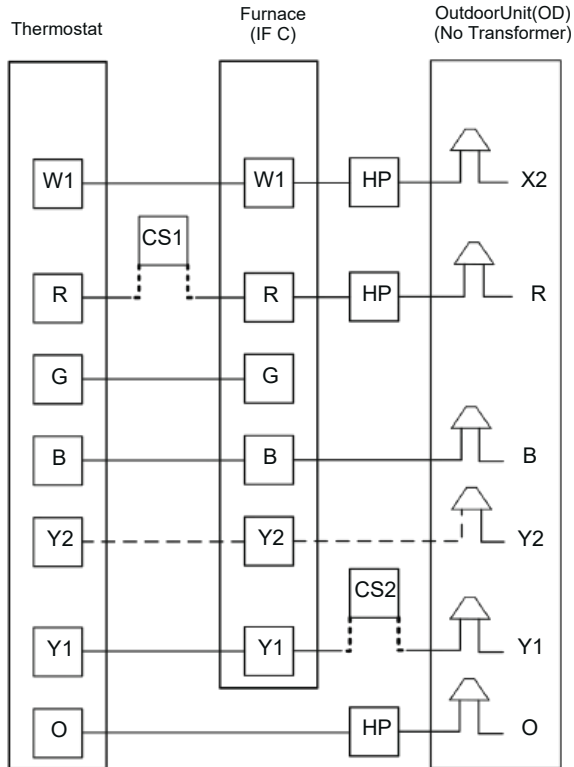 Thermostat
Furnace
(IF C)
OutdoorUnit(OD)
(No Transformer)
W1 W1 HP X2
CS1
R R HP R
G G
B B B
Y2 Y2 Y2
CS2
Y1 Y1 Y1
O HP O